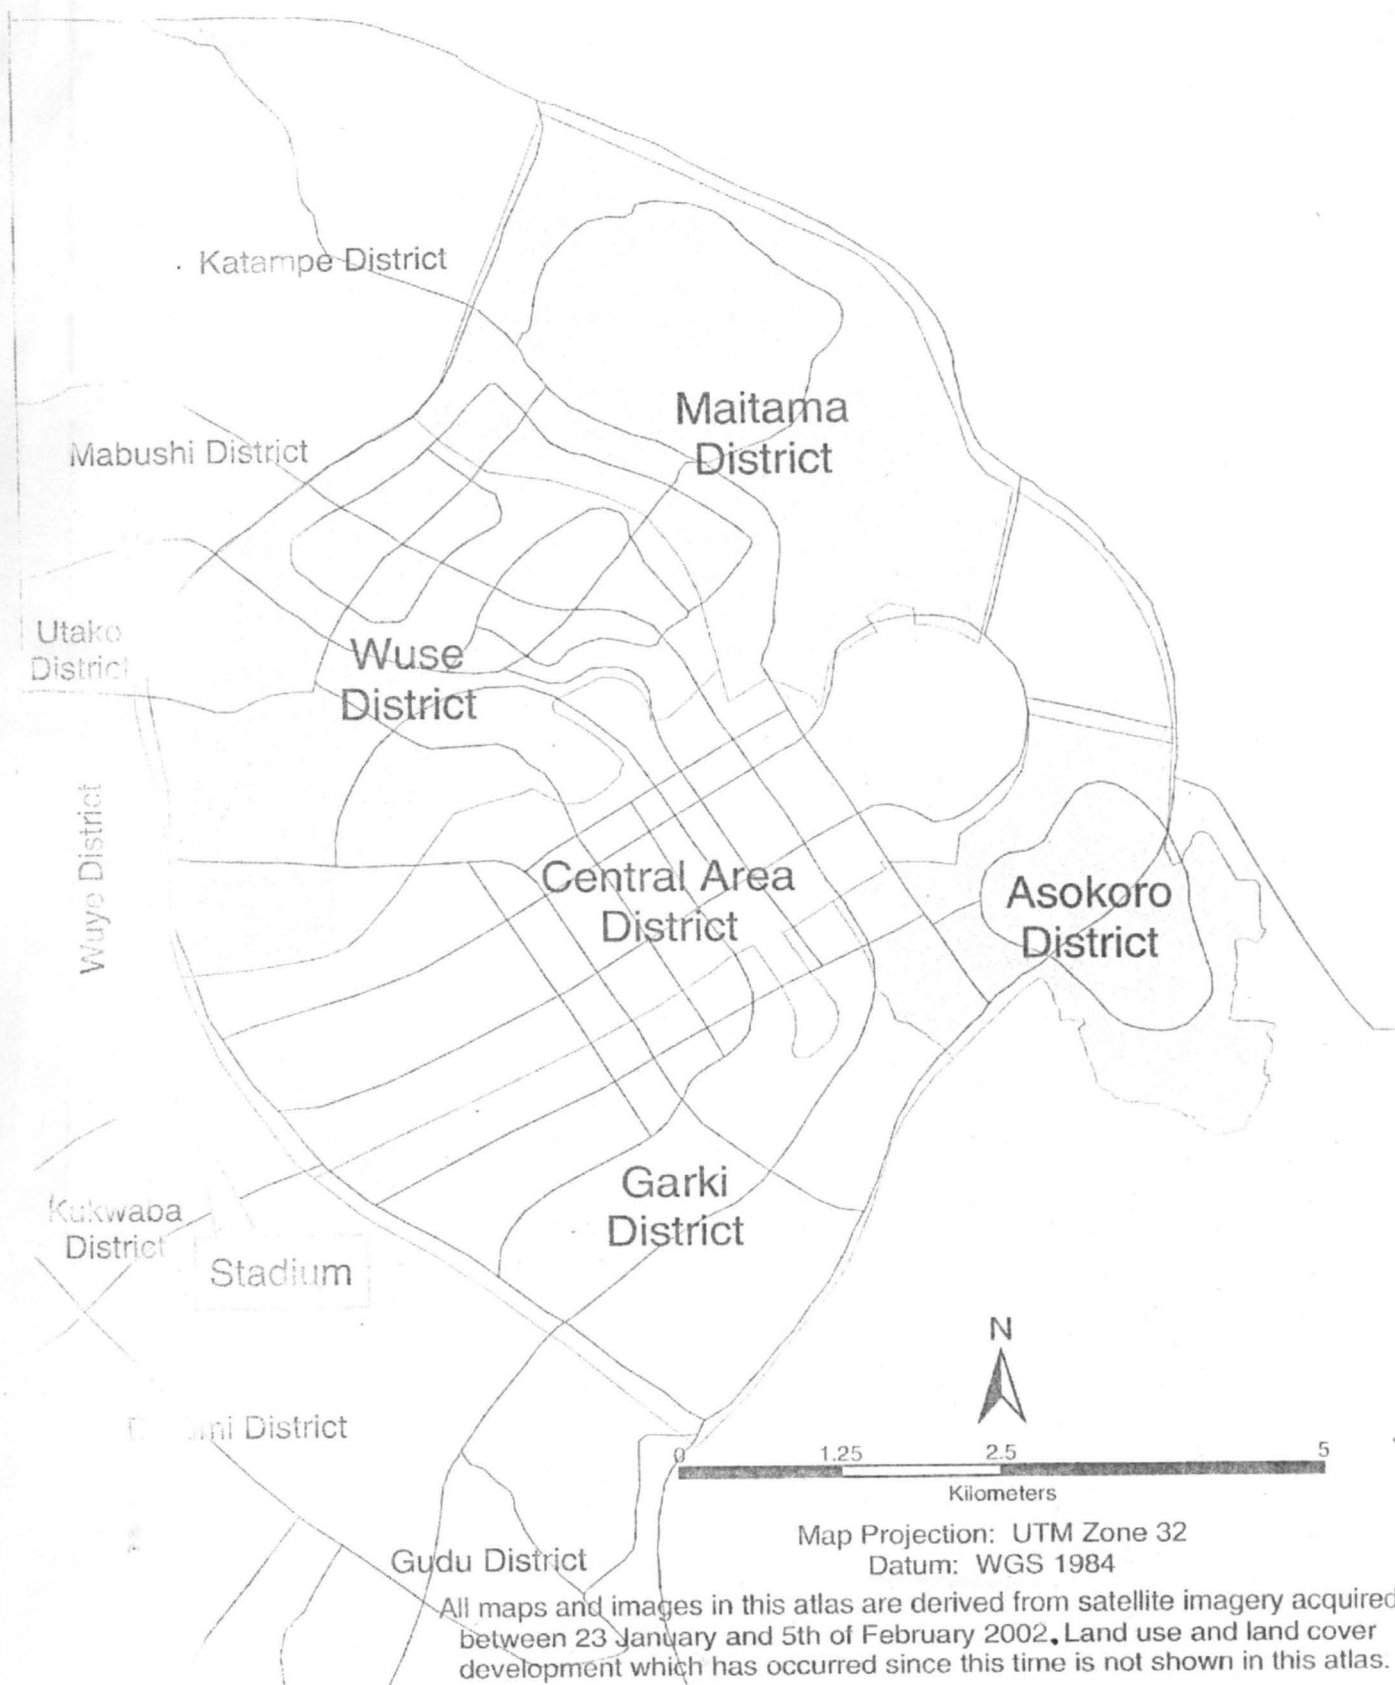 Katampe District
Maitama
District
Mabushi District
Utako
District
Wuse
District
Wuye District
Central Area
District
Asokoro
District
Garki
District
Kukwaba
District
Stadium
N
District
0 1.25 2.5 5
Kilometers
Map Projection: UTM Zone 32
Datum: WGS 1984
Gudu District
All maps and images in this atlas are derived from satellite imagery acquired
between 23 January and 5th of February 2002. Land use and land cover
development which has occurred since this time is not shown in this atlas.